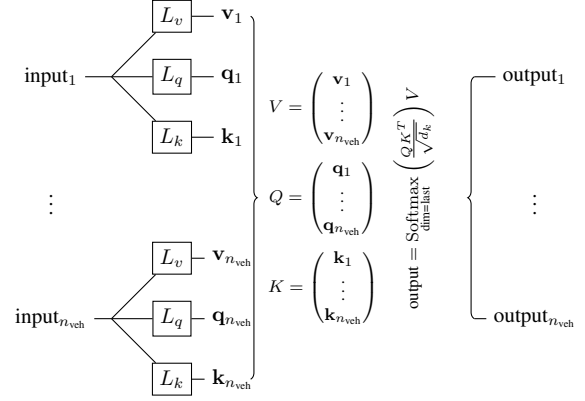 L_v v_1
input_1 L_q q_1
L_k k_1
⋮
L_v v_{n_veh}
input_{n_veh} L_q q_{n_veh}
L_k k_{n_veh}
V = (v_1 ⋮ v_{n_veh})
Q = (q_1 ⋮ q_{n_veh})
K = (k_1 ⋮ k_{n_veh})
output = Softmax_{dim=last} (QK^T / √d_k) V
output_1
⋮
output_{n_veh}